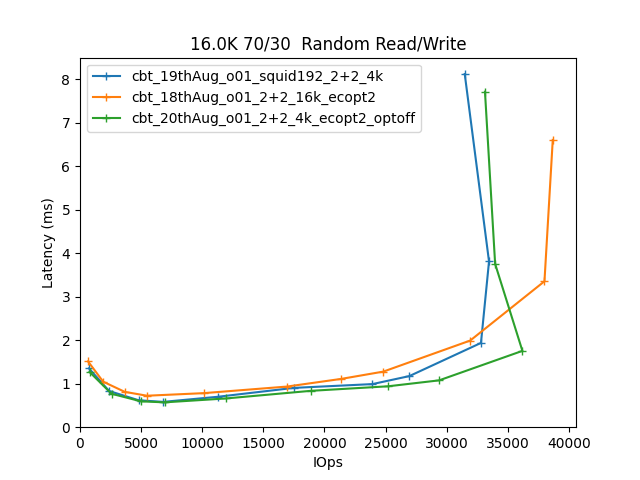 16.0K 70/30  Random Read/Write
cbt_19thAug_o01_squid192_2+2_4k
cbt_18thAug_o01_2+2_16k_ecopt2
cbt_20thAug_o01_2+2_4k_ecopt2_optoff
Latency (ms)
8
7
6
5
4
3
2
1
0
0 5000 10000 15000 20000 25000 30000 35000 40000
IOps